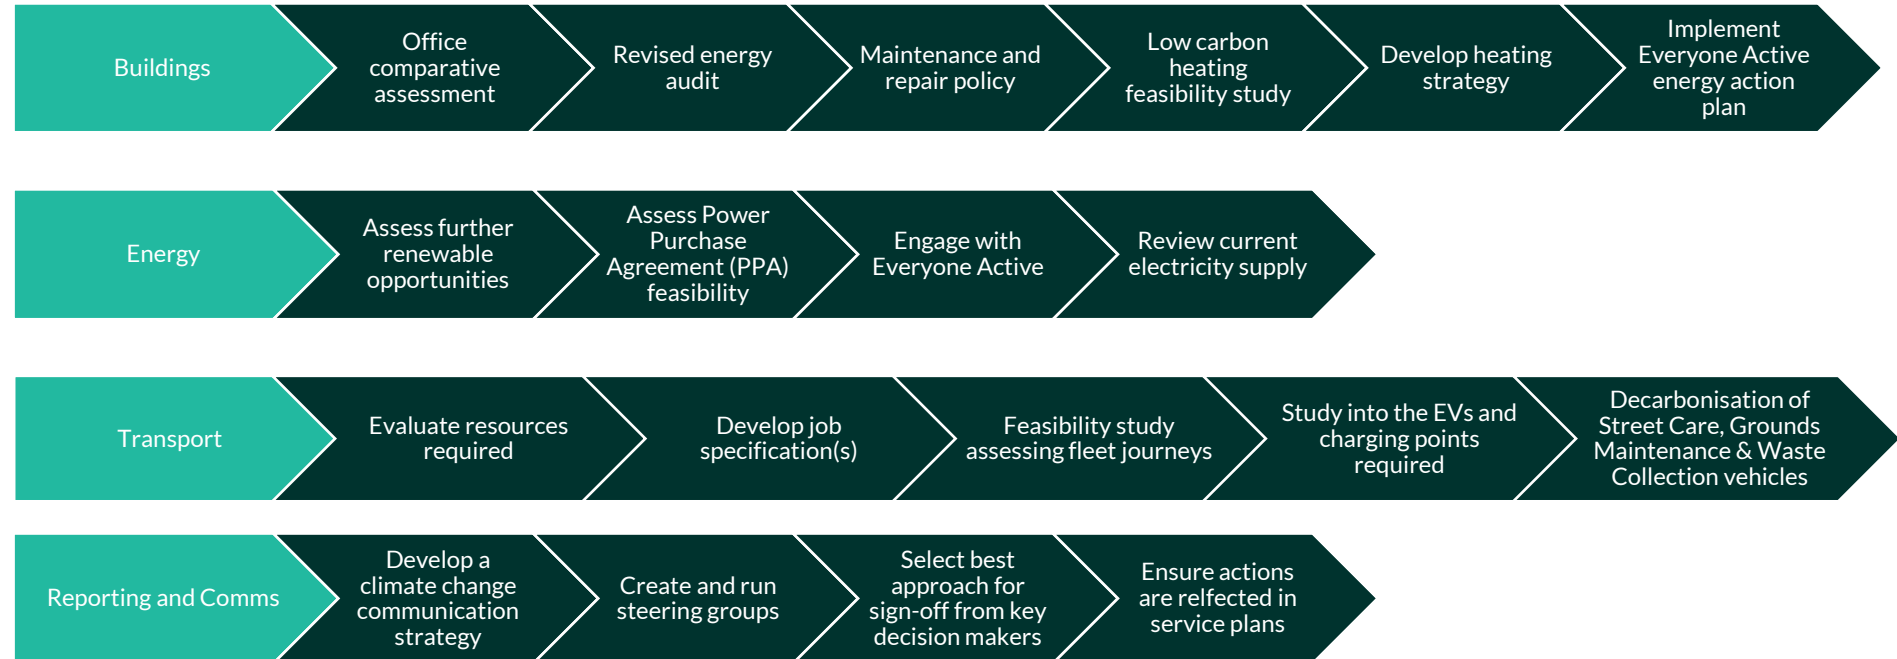 Buildings
Office
comparative
assessment
Revised energy
audit
Maintenance and
repair policy
Low carbon
heating
feasibility study
Develop heating
strategy
Implement
Everyone Active
energy action
plan
Energy
Assess further
renewable
opportunities
Assess Power
Purchase
Agreement (PPA)
feasibility
Engage with
Everyone Active
Review current
electricity supply
Transport
Evaluate resources
required
Develop job
specification(s)
Feasibility study
assessing fleet journeys
Study into the EVs and
charging points
required
Decarbonisation of
Street Care, Grounds
Maintenance & Waste
Collection vehicles
Reporting and Comms
Develop a
climate change
communication
strategy
Create and run
steering groups
Select best
approach for
sign-off from key
decision makers
Ensure actions
are relfected in
service plans